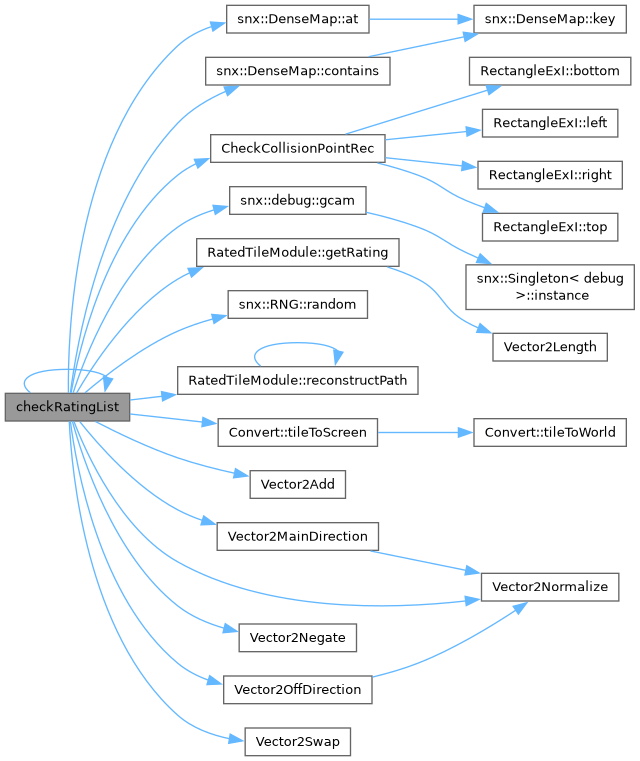 snx::DenseMap::at
snx::DenseMap::key
snx::DenseMap::contains
RectangleExI::bottom
RectangleExI::left
CheckCollisionPointRec
RectangleExI::right
snx::debug::gcam
RectangleExI::top
RatedTileModule::getRating
snx::Singleton< debug
>::instance
snx::RNG::random
Vector2Length
RatedTileModule::reconstructPath
checkRatingList
Convert::tileToScreen
Convert::tileToWorld
Vector2Add
Vector2MainDirection
Vector2Normalize
Vector2Negate
Vector2OffDirection
Vector2Swap